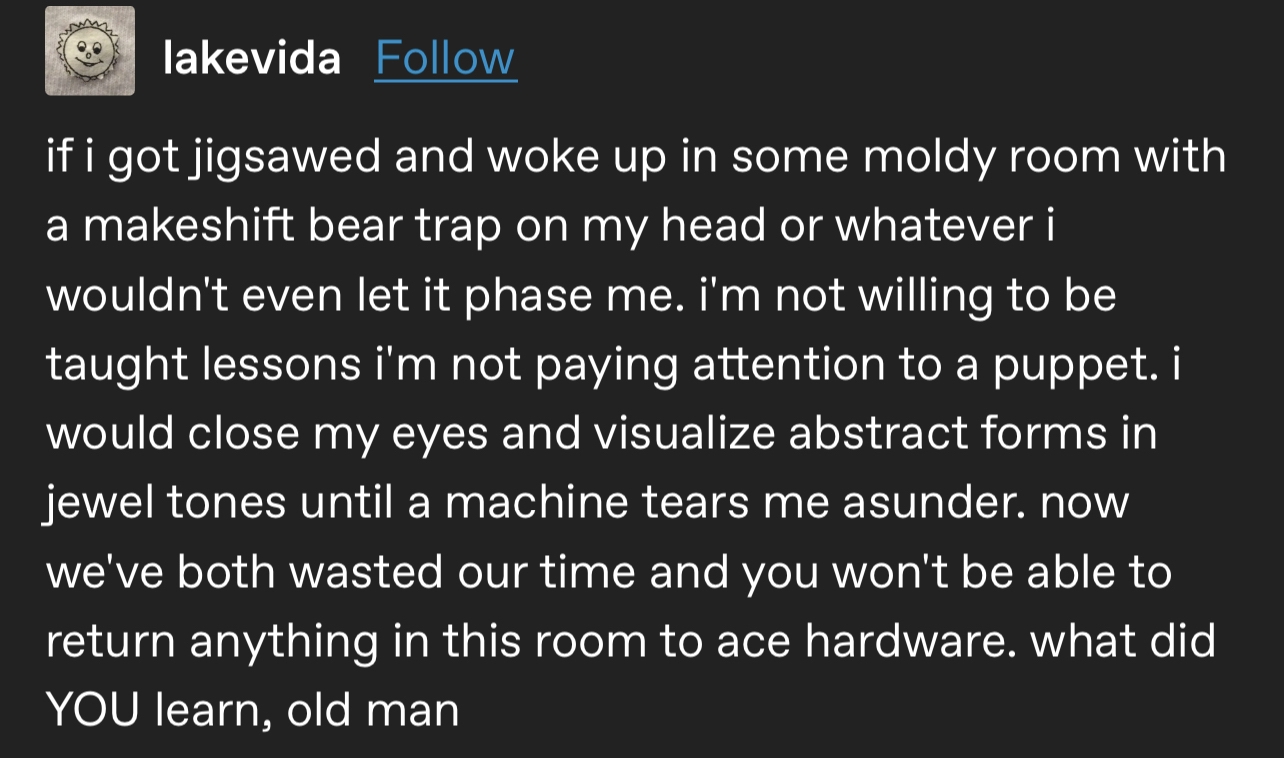 lakevida Follow
if i got jigsawed and woke up in some moldy room with
a makeshift bear trap on my head or whatever i
wouldn't even let it phase me. i'm not willing to be
taught lessons i'm not paying attention to a puppet. i
would close my eyes and visualize abstract forms in
jewel tones until a machine tears me asunder. now
we've both wasted our time and you won't be able to
return anything in this room to ace hardware. what did
YOU learn, old man